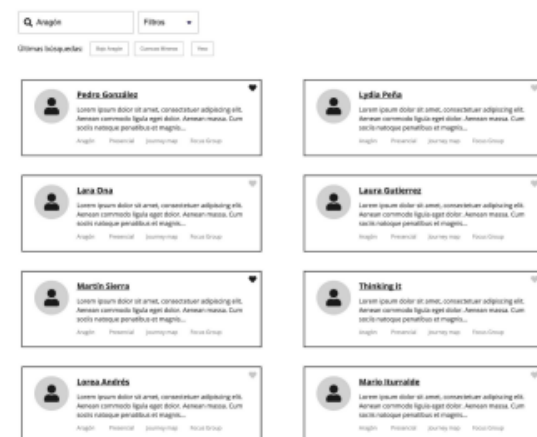 Aragón
Filtros
Últimas búsquedas:
Bajo Aragón
Cuencas Mineras
Pedro González
Lorem ipsum dolor sit amet, consectetuer adipiscing elit.
Aenean commodo ligula eget dolor. Aenean massa. Cum
sociis natoque penatibus et magnis...
Aragón Presencial Journey map Focus Group
Lydia Peña
Lorem ipsum dolor sit amet, consectetuer adipiscing elit.
Aenean commodo ligula eget dolor. Aenean massa. Cum
sociis natoque penatibus et magnis...
Aragón Presencial Journey map Focus Group
Lara Ona
Lorem ipsum dolor sit amet, consectetuer adipiscing elit.
Aenean commodo ligula eget dolor. Aenean massa. Cum
sociis natoque penatibus et magnis...
Aragón Presencial Journey map Focus Group
Laura Gutierrez
Lorem ipsum dolor sit amet, consectetuer adipiscing elit.
Aenean commodo ligula eget dolor. Aenean massa. Cum
sociis natoque penatibus et magnis...
Aragón Presencial Journey map Focus Group
Martín Sierra
Lorem ipsum dolor sit amet, consectetuer adipiscing elit.
Aenean commodo ligula eget dolor. Aenean massa. Cum
sociis natoque penatibus et magnis...
Aragón Presencial Journey map Focus Group
Thinking it
Lorem ipsum dolor sit amet, consectetuer adipiscing elit.
Aenean commodo ligula eget dolor. Aenean massa. Cum
sociis natoque penatibus et magnis...
Aragón Presencial Journey map Focus Group
Lorea Andrés
Lorem ipsum dolor sit amet, consectetuer adipiscing elit.
Aenean commodo ligula eget dolor. Aenean massa. Cum
sociis natoque penatibus et magnis...
Aragón Presencial Journey map Focus Group
Mario Iturralde
Lorem ipsum dolor sit amet, consectetuer adipiscing elit.
Aenean commodo ligula eget dolor. Aenean massa. Cum
sociis natoque penatibus et magnis...
Aragón Presencial Journey map Focus Group